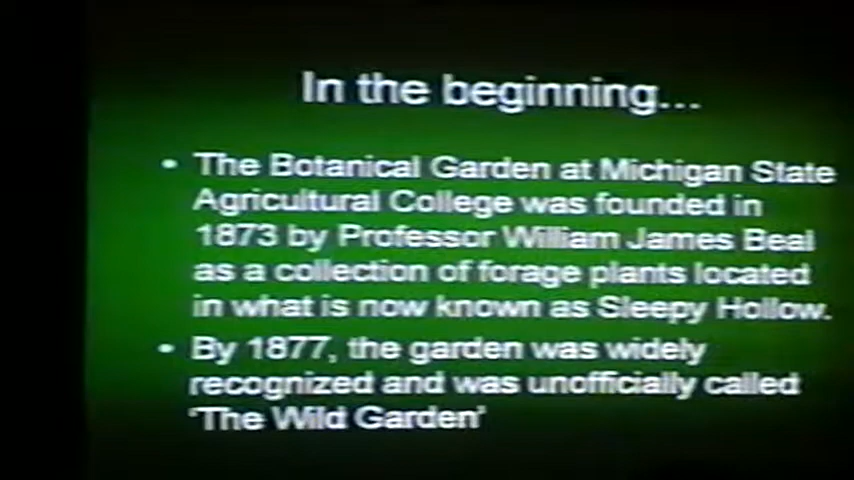 In the beginning...
• The Botanical Garden at Michigan State
Agricultural College was founded in
1873 by Professor William James Beal
as a collection of forage plants located
in what is now known as Sleepy Hollow.
• By 1877, the garden was widely
recognized and was unofficially called
'The Wild Garden'